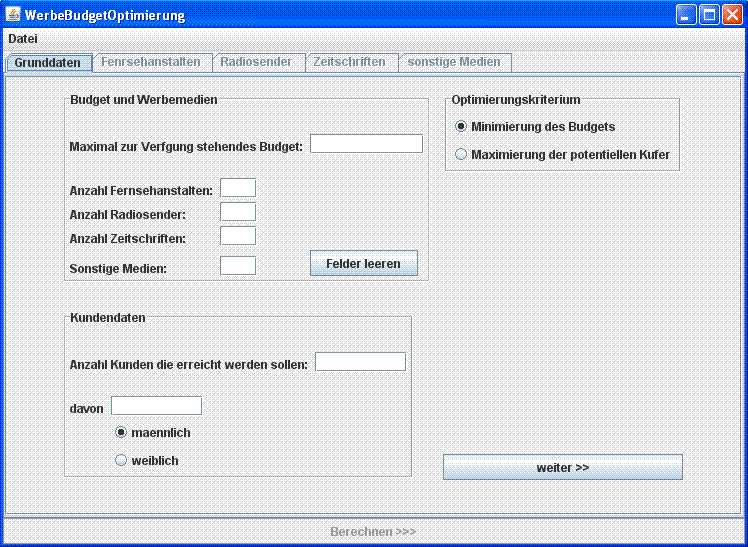 WerbeBudgetOptimierung
Datei
Grunddaten Fenrsehanstalten Radiosender Zeitschriften sonstige Medien
Budget und Werbemedien
Maximal zur Verfgung stehendes Budget:
Anzahl Fernsehanstalten:
Anzahl Radiosender:
Anzahl Zeitschriften:
Sonstige Medien:
Felder leeren
Optimierungskriterium
Minimierung des Budgets
Maximierung der potentiellen Kufer
Kundendaten
Anzahl Kunden die erreicht werden sollen:
davon
maennlich
weiblich
weiter >>
Berechnen >>>